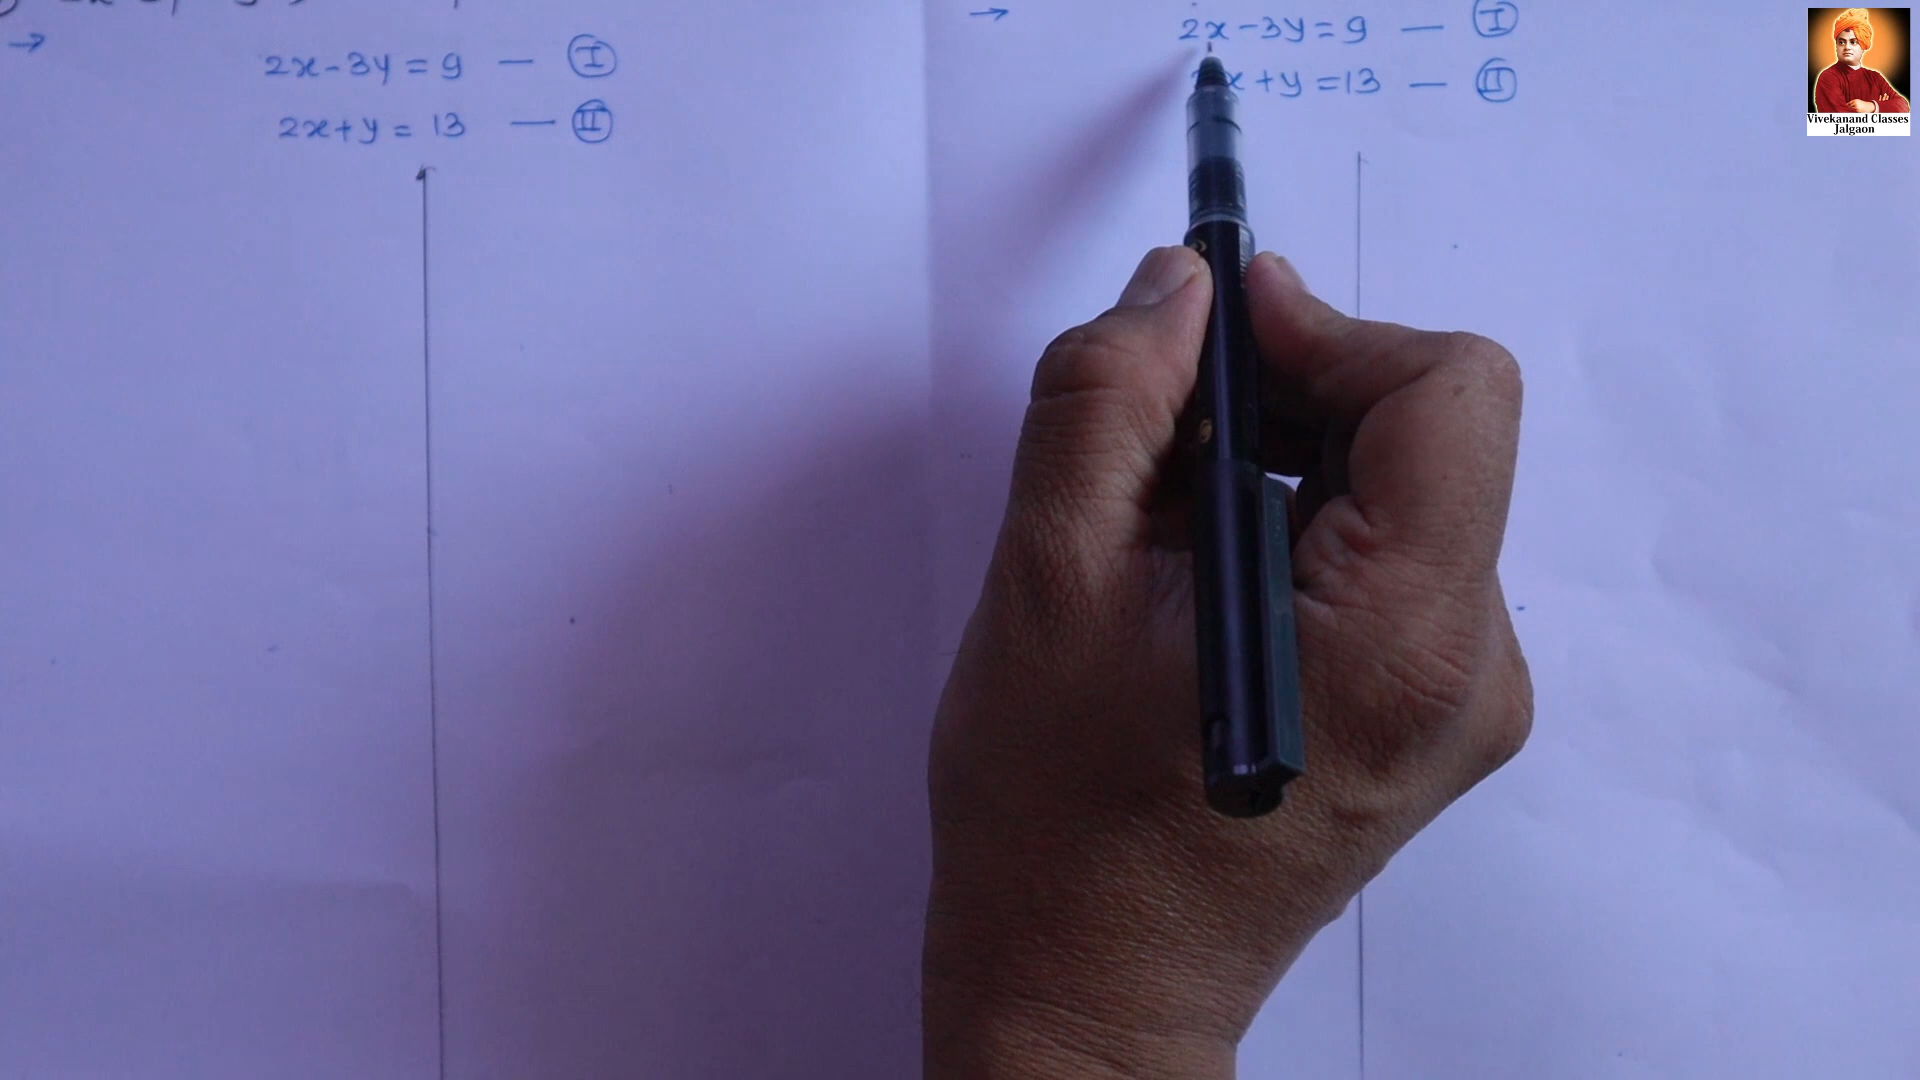 2x-3y=9 — I
2x+y=13 — II
2x-3y=9 — I
x+y=13 — II
Vivekanand Classes
Jalgaon